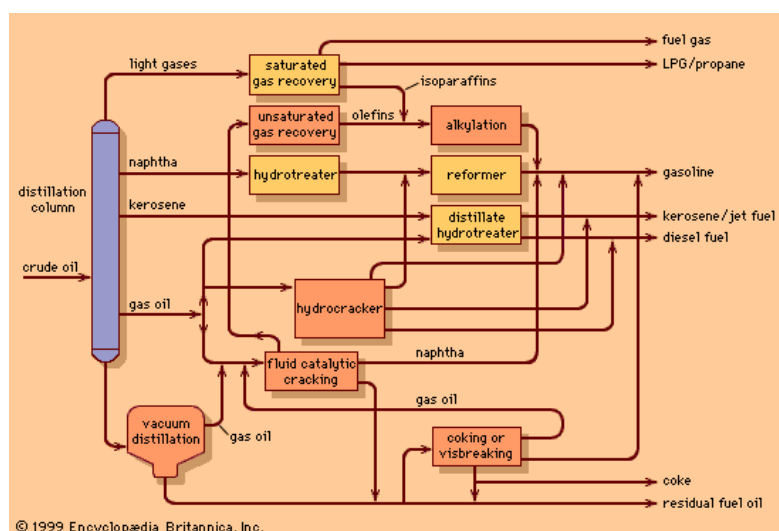 fuel gas
light gases
saturated
gas recovery
LPG/propane
isoparaffins
unsaturated
gas recovery
olefins
alkylation
naphtha
hydrotreater
reformer
gasoline
distillation
column
kerosene
distillate
hydrotreater
kerosene/jet fuel
diesel fuel
crude oil
gas oil
hydrocracker
fluid catalytic
cracking
naphtha
gas oil
vacuum
distillation
gas oil
coking or
visbreaking
coke
residual fuel oil
© 1999 Encyclopædia Britannica, Inc.